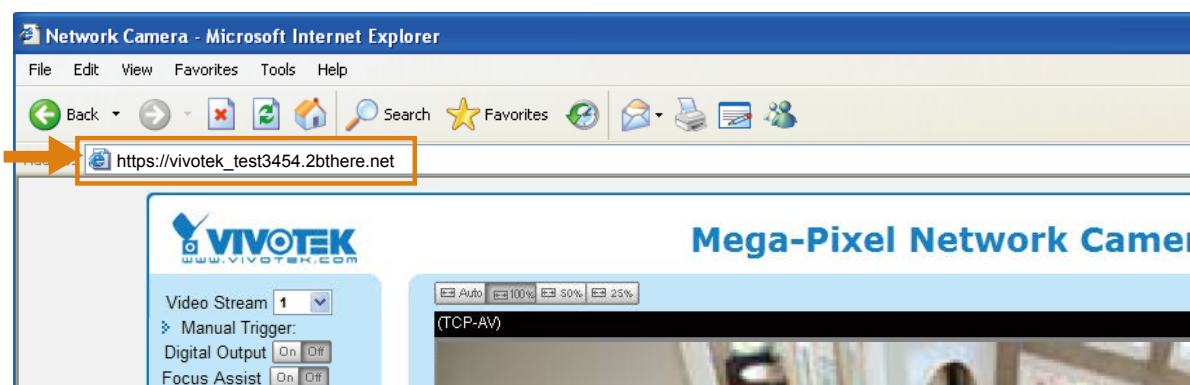 Network Camera - Microsoft Internet Explorer
File Edit View Favorites Tools Help
Back Search Favorites
https://vivotek_test3454.2bthere.net
VIVOTEK
www.vivotek.com
Mega-Pixel Network Came
Auto 100% 50% 25%
Video Stream 1
(TCP-AV)
Manual Trigger:
Digital Output On Off
Focus Assist On Off